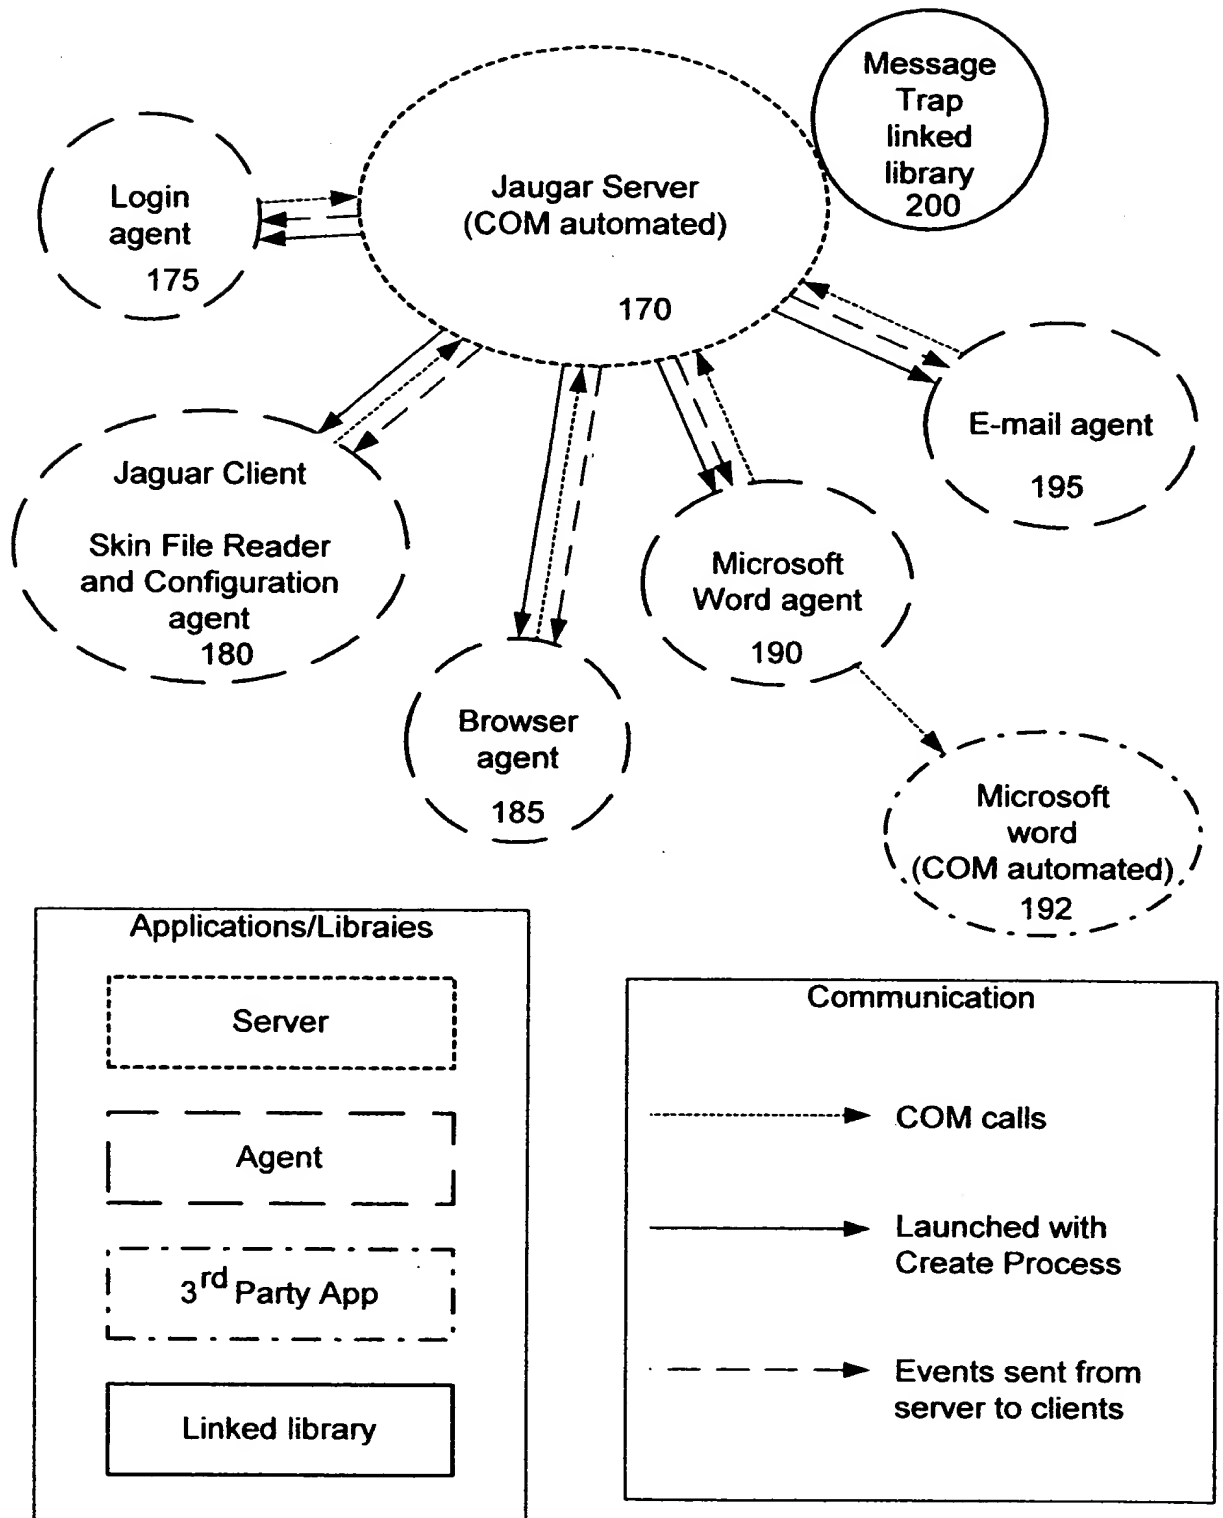 Message
Trap
linked
library
200
Login
agent
175
Jaugar Server
(COM automated)
170
E-mail agent
195
Jaguar Client
Skin File Reader
and Configuration
agent
180
Microsoft
Word agent
190
Browser
agent
185
Microsoft
word
(COM automated)
192
Applications/Libraies
Server
Agent
3rd Party App
Linked library
Communication
COM calls
Launched with
Create Process
Events sent from
server to clients